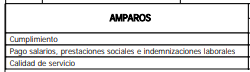 AMPAROS
Cumplimiento
Pago salarios, prestaciones sociales e indemnizaciones laborales
Calidad de servicio